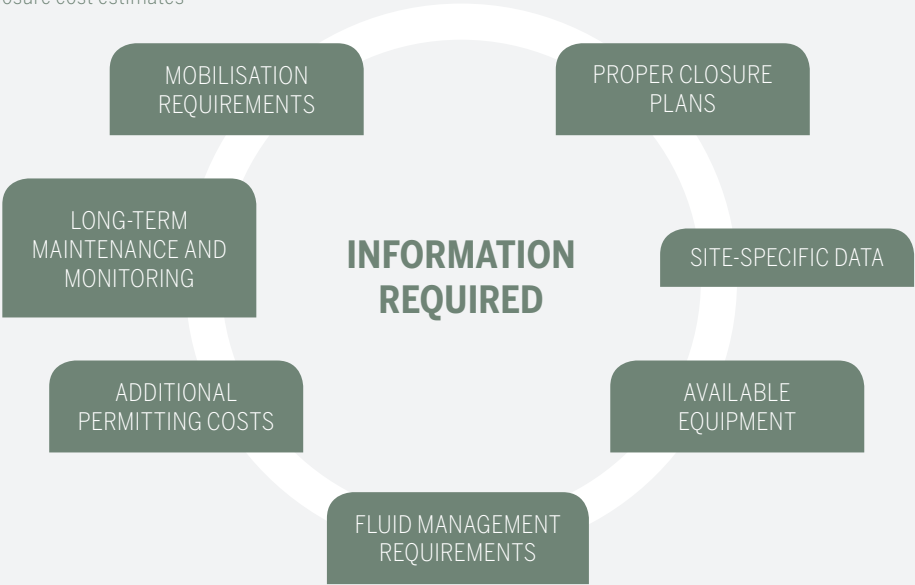 osure cost estimates
MOBILISATION
REQUIREMENTS
PROPER CLOSURE
PLANS
LONG-TERM
MAINTENANCE AND
MONITORING
INFORMATION
REQUIRED
SITE-SPECIFIC DATA
ADDITIONAL
PERMITTING COSTS
AVAILABLE
EQUIPMENT
FLUID MANAGEMENT
REQUIREMENTS